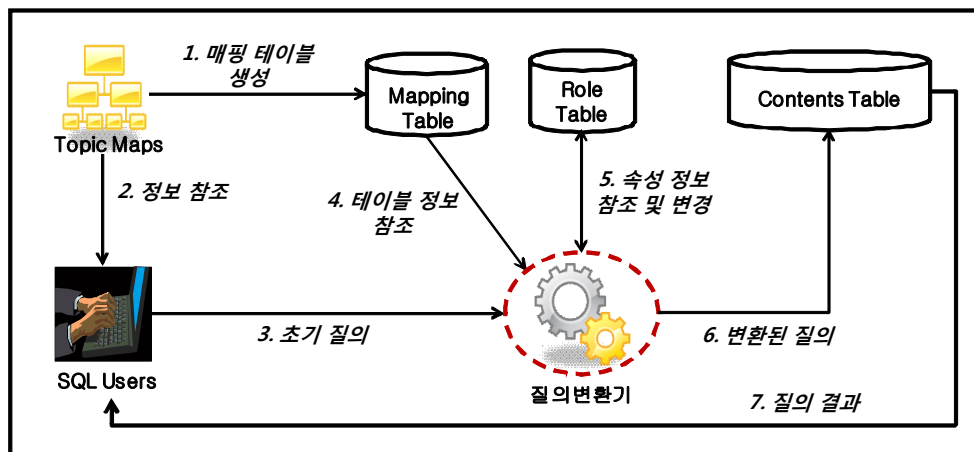 1. 매핑 테이블
생성
Mapping
Table
Role
Table
Contents Table
Topic Maps
2. 정보 참조
4. 테이블 정보
참조
5. 속성 정보
참조 및 변경
3. 초기 질의
6. 변환된 질의
SQL Users
질의변환기
7. 질의 결과